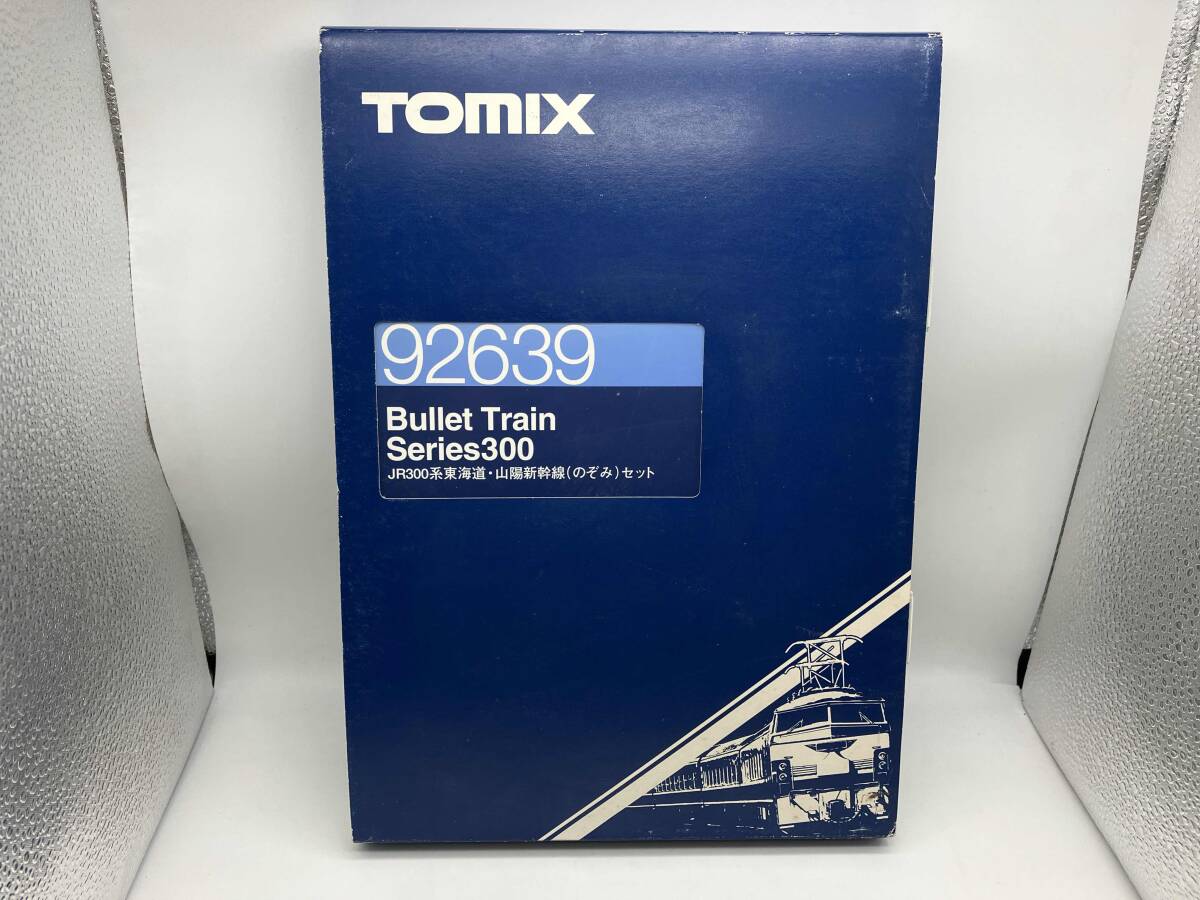 TOMIX
92639
Bullet Train
Series300
JR300系東海道・山陽新幹線(のぞみ)セット